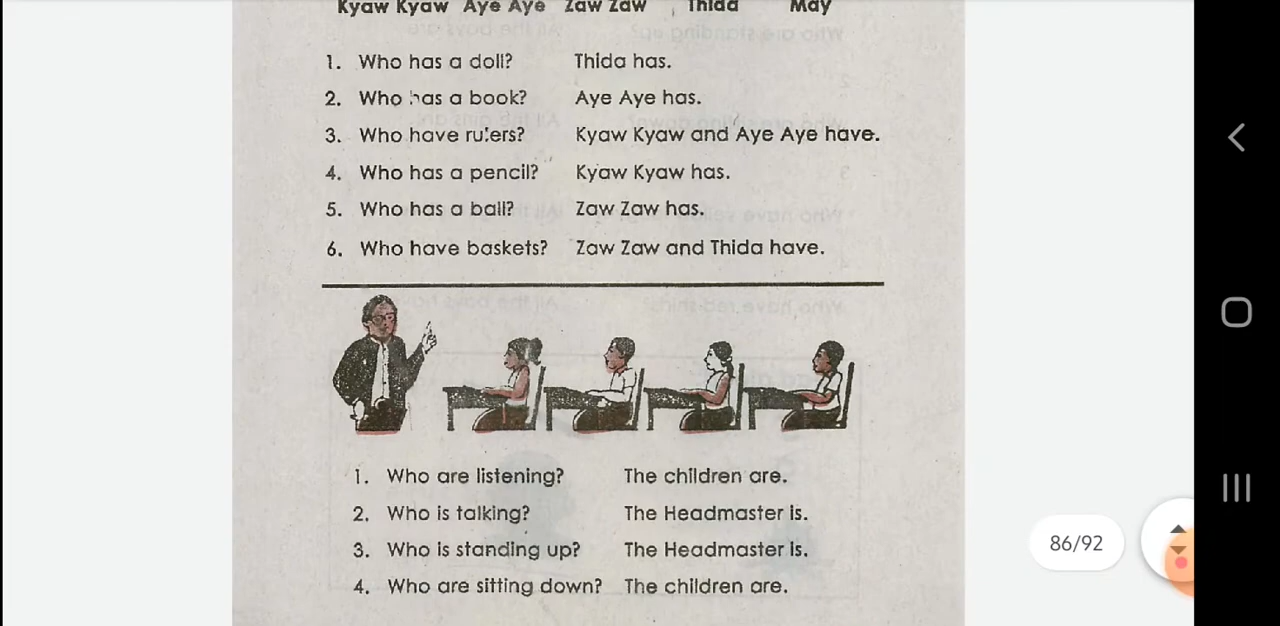 Kyaw Kyaw Aye Aye Zaw Zaw Thida May
1. Who has a doll? Thida has.
2. Who has a book? Aye Aye has.
3. Who have rulers? Kyaw Kyaw and Aye Aye have.
4. Who has a pencil? Kyaw Kyaw has.
5. Who has a ball? Zaw Zaw has.
6. Who have baskets? Zaw Zaw and Thida have.
1. Who are listening? The children are.
2. Who is talking? The Headmaster is.
3. Who is standing up? The Headmaster is.
4. Who are sitting down? The children are.
86/92